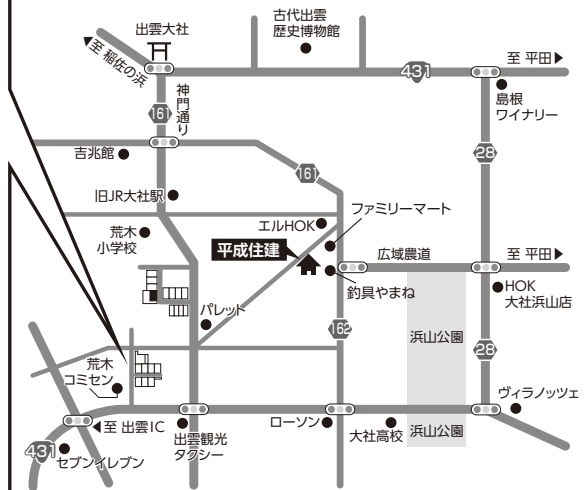 出雲大社
古代出雲
歴史博物館
至 稲佐の浜
431
至 平田
島根
ワイナリー
神門通り
161
28
吉兆館
161
旧JR大社駅
ファミリーマート
エルHOK
荒木
小学校
平成住建
広域農道
至 平田
釣具やまね
HOK
大社浜山店
パレット
162
浜山公園
28
荒木
コミセン
ヴィラノッツェ
至 出雲IC
ローソン
大社高校
浜山公園
出雲観光
タクシー
431
セブンイレブン